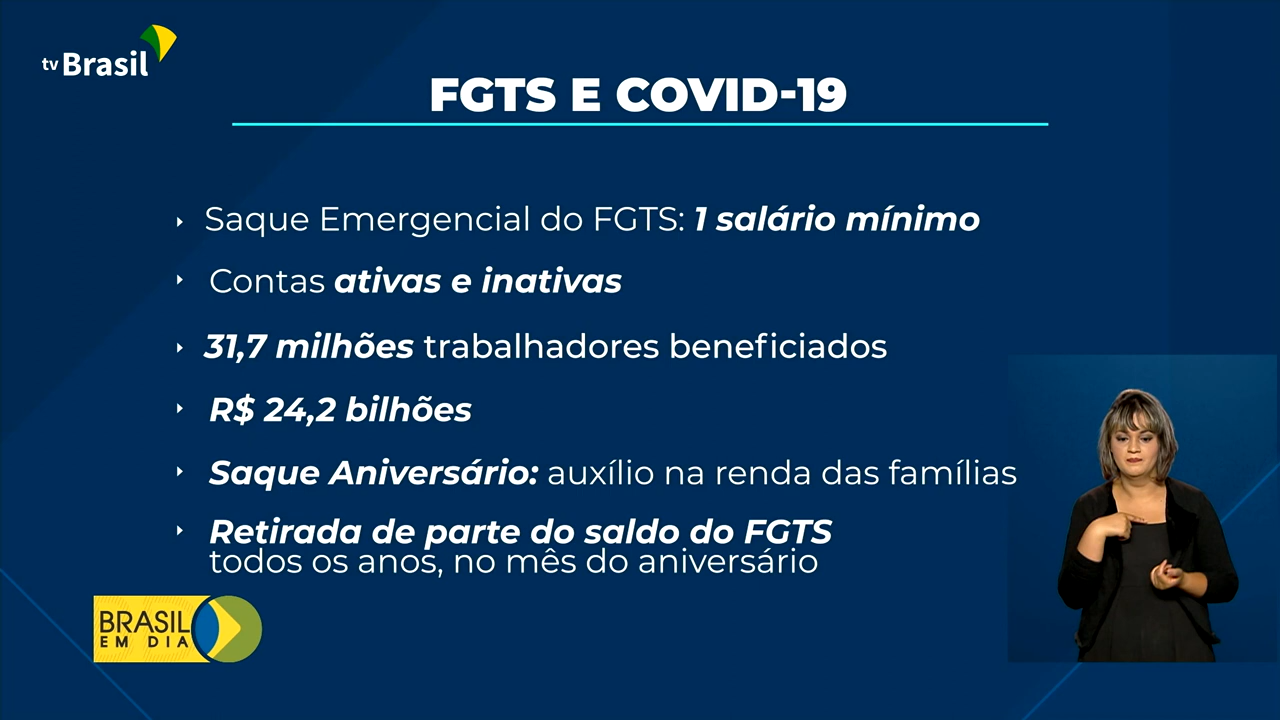 tv Brasil
FGTS E COVID-19
Saque Emergencial do FGTS: 1 salário mínimo
Contas ativas e inativas
31,7 milhões trabalhadores beneficiados
R$ 24,2 bilhões
Saque Aniversário: auxílio na renda das famílias
Retirada de parte do saldo do FGTS
todos os anos, no mês do aniversário
BRASIL
EM DIA